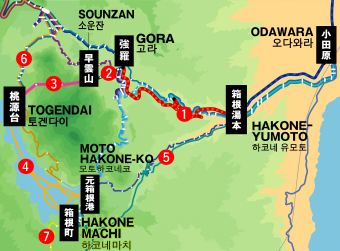 SOUNZAN
소운잔
早雲山
強羅
GORA
고라
ODAWARA
오다와라
小田原
6
3
2
1
桃源台
TOGENDAI
토겐다이
箱根湯本
HAKONE-
YUMOTO
하코네 유모토
MOTO
HAKONE-KO
모토하코네코
5
4
元箱根港
箱根町
HAKONE
MACHI
하코네마치
7